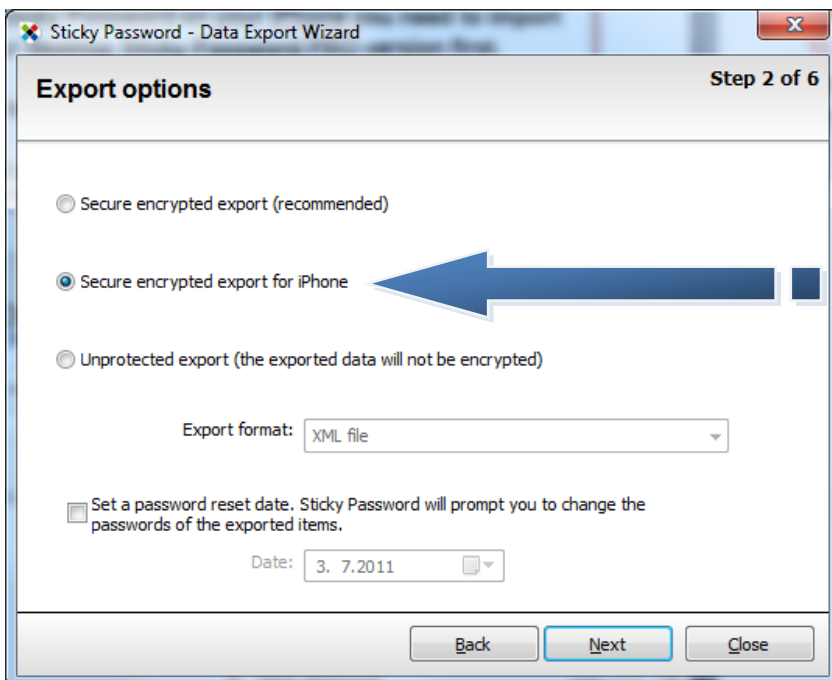 Sticky Password - Data Export Wizard
Export options
Step 2 of 6
Secure encrypted export (recommended)
Secure encrypted export for iPhone
Unprotected export (the exported data will not be encrypted)
Export format: XML file
Set a password reset date. Sticky Password will prompt you to change the
passwords of the exported items.
Date: 3. 7.2011
Back Next Close